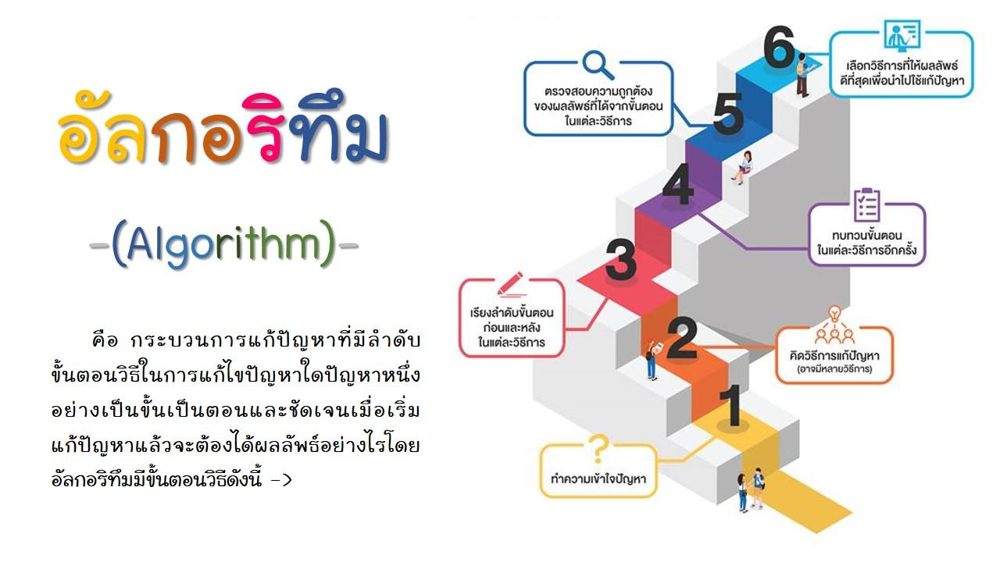 อัลกอริทึม
-(Algorithm)-
คือ กระบวนการแก้ปัญหาที่มีลำดับ
ขั้นตอนวิธีในการแก้ไขปัญหาใดปัญหาหนึ่ง
อย่างเป็นขั้นเป็นตอนและชัดเจนเมื่อเริ่ม
แก้ปัญหาแล้วจะต้องได้ผลลัพธ์อย่างไรโดย
อัลกอริทึมมีขั้นตอนวิธีดังนี้ ->
6
เลือกวิธีการที่ให้ผลลัพธ์
ดีที่สุดเพื่อนำไปใช้แก้ปัญหา
5
ตรวจสอบความถูกต้อง
ของผลลัพธ์ที่ได้จากขั้นตอน
ในแต่ละวิธีการ
4
ทบทวนขั้นตอน
ในแต่ละวิธีการอีกครั้ง
3
เรียงลำดับขั้นตอน
ก่อนและหลัง
ในแต่ละวิธีการ
2
คิดวิธีการแก้ปัญหา
(อาจมีหลายวิธีการ)
1
?
ทำความเข้าใจปัญหา